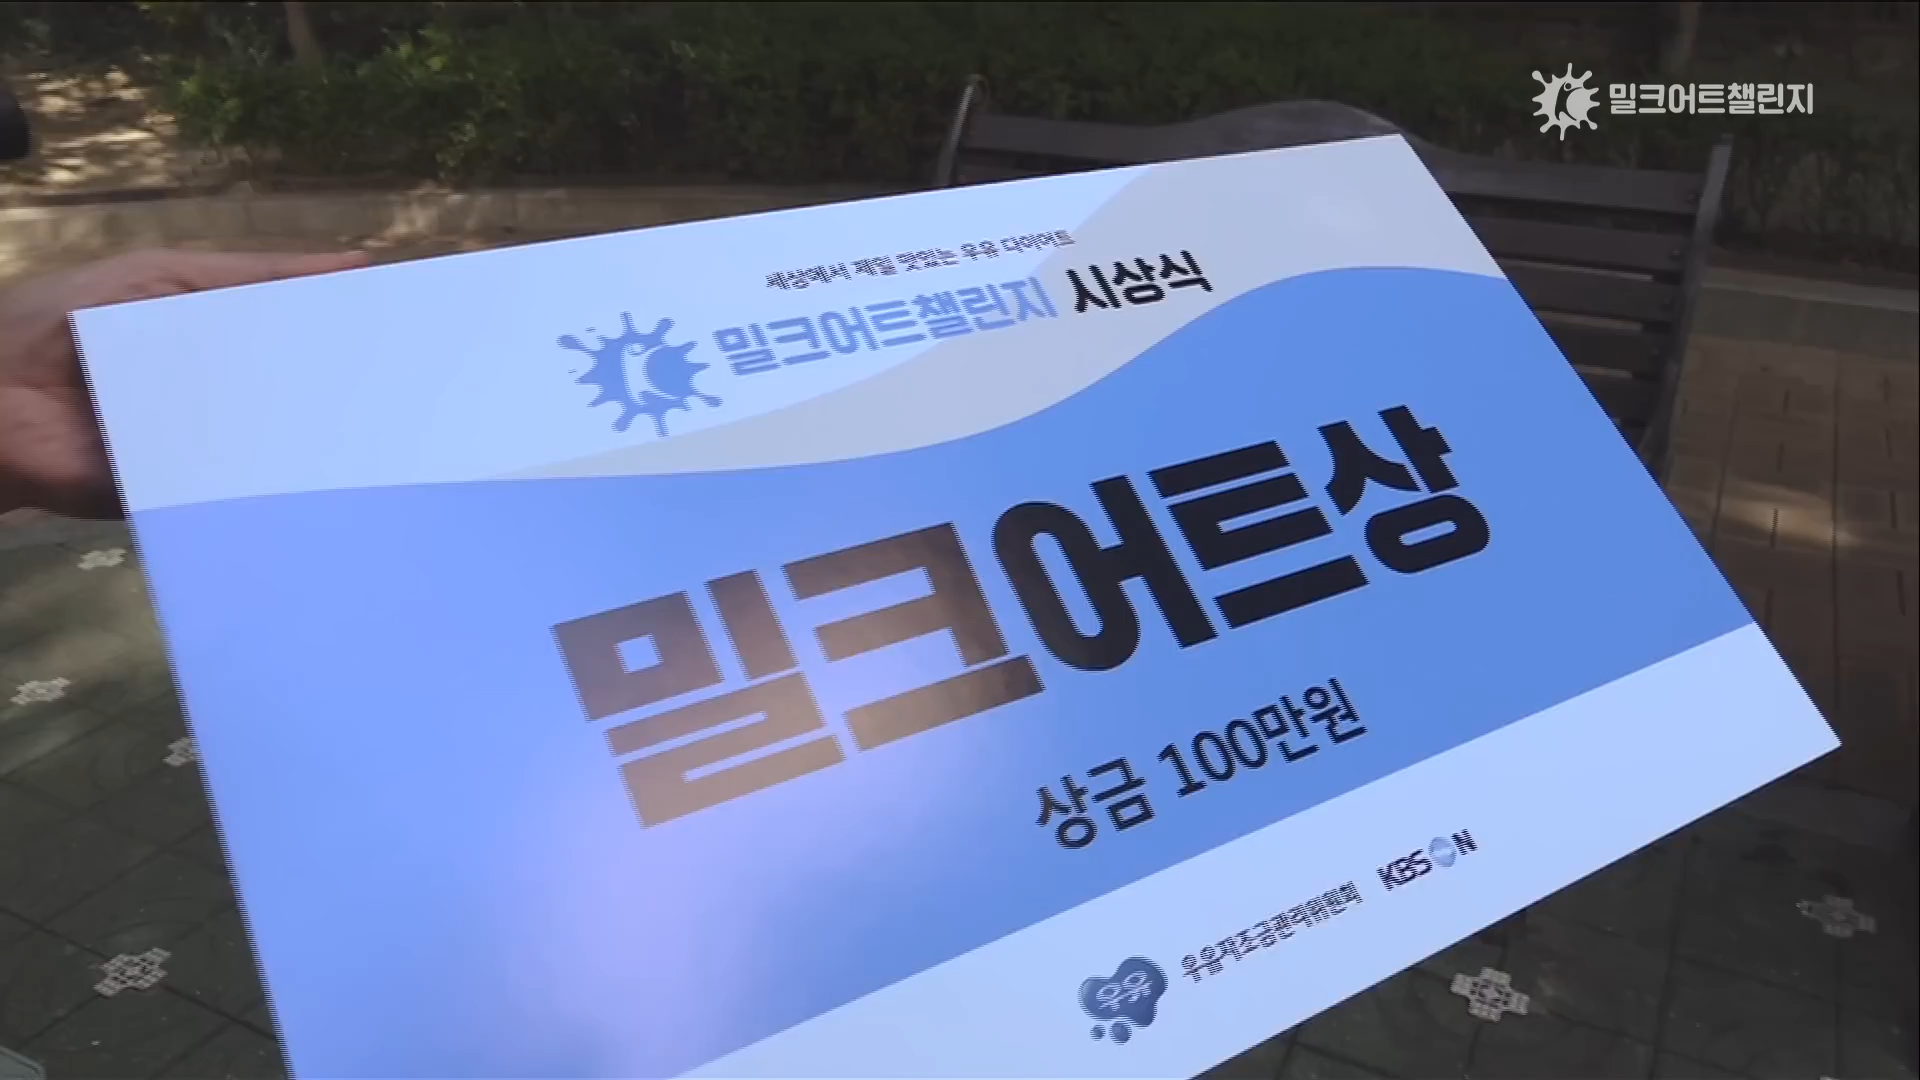 밀크어트챌린지
세상에서 제일 맛있는 우유 다이어트
밀크어트챌린지 시상식
밀크어트상
상금 100만원
우유 우유자조금관리위원회 KBS N